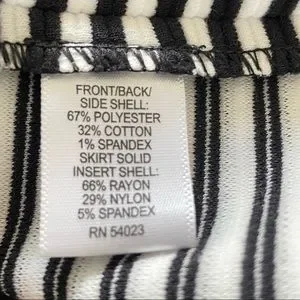 FRONT/BACK/
SIDE SHELL:
67% POLYESTER
32% COTTON
1% SPANDEX
SKIRT SOLID
INSERT SHELL:
66% RAYON
29% NYLON
5% SPANDEX
RN 54023